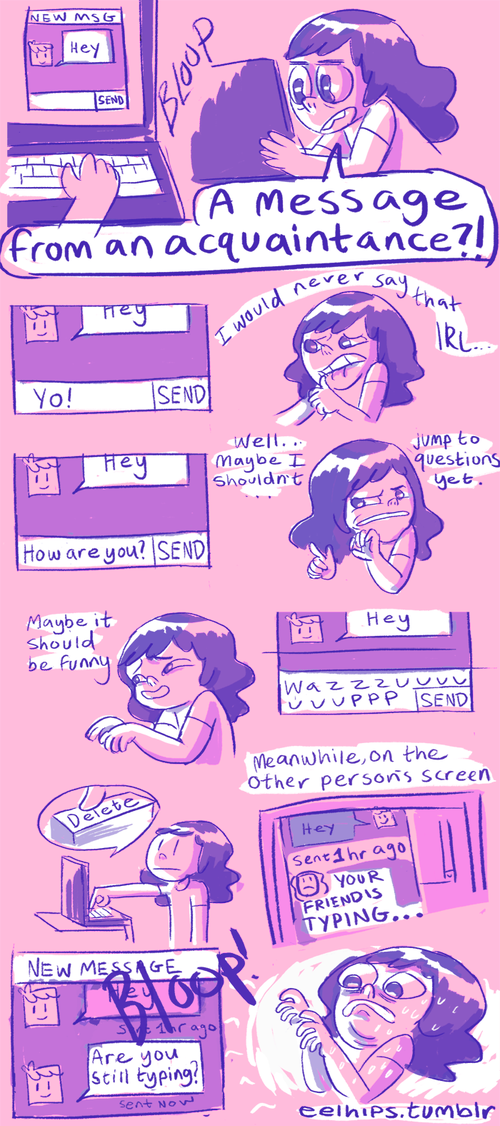 NEW MSG
Hey
SEND
BLOOP
A message
from an acquaintance?!
Hey
Yo!
SEND
I would never say that
IRL...
Hey
How are you?
SEND
Well...
Maybe I
shouldn't
...
jump to
questions
yet.
Maybe it
should
be funny
Hey
Wazzzuuuu
uuuppp
SEND
Meanwhile, on the
other person's screen
Delete
Hey
sent 1hr ago
YOUR
FRIEND IS
TYPING...
NEW MESSAGE
Bloop!
Hey
sent 1hr ago
Are you
still typing?
sent now
eelhips.tumblr